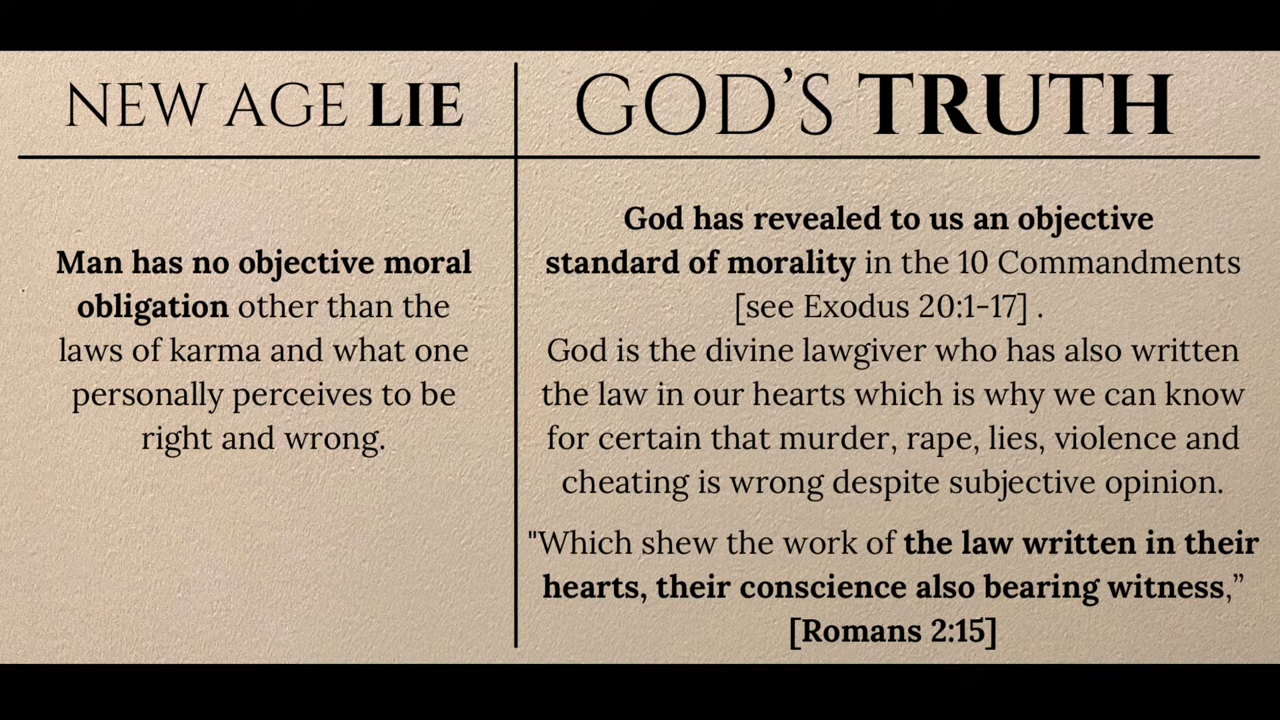 NEW AGE LIE
Man has no objective moral
obligation other than the
laws of karma and what one
personally perceives to be
right and wrong.
GOD'S TRUTH
God has revealed to us an objective
standard of morality in the 10 Commandments
[see Exodus 20:1-17] .
God is the divine lawgiver who has also written
the law in our hearts which is why we can know
for certain that murder, rape, lies, violence and
cheating is wrong despite subjective opinion.
"Which shew the work of the law written in their
hearts, their conscience also bearing witness,”
[Romans 2:15]